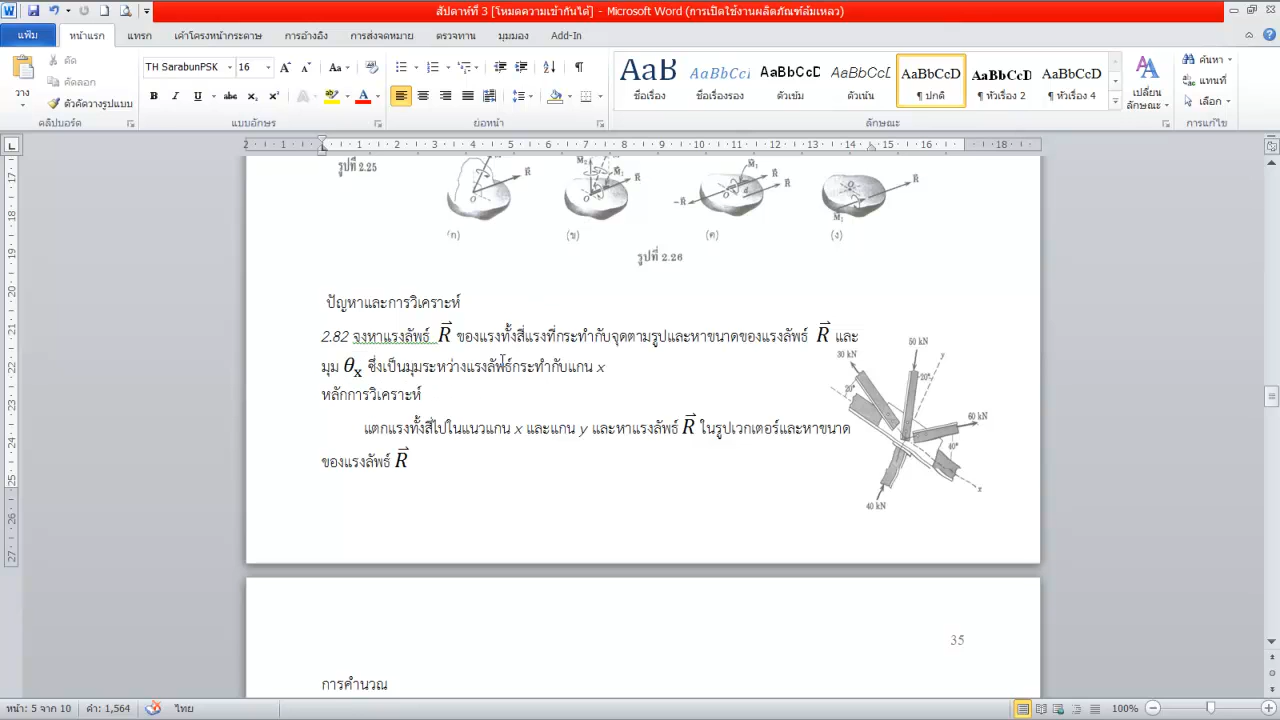 สัปดาห์ที่ 3 [โหมดความเข้ากันได้] - Microsoft Word (การเปิดใช้งานผลิตภัณฑ์ล้มเหลว)
แฟ้ม หน้าแรก แทรก เค้าโครงหน้ากระดาษ การอ้างอิง การส่งจดหมาย ตรวจทาน มุมมอง Add-In
วาง
ตัด
คัดลอก
ตัวคัดวางรูปแบบ
คลิปบอร์ด
TH SarabunPSK 16
แบบอักษร
ย่อหน้า
AaB AaBbCcI AaBbCcDc AaBbCcD AaBbCcD AaBbCcI AaBbCcD
ชื่อเรื่อง ชื่อเรื่องรอง ตัวเข้ม ตัวเน้น ¶ ปกติ ¶ หัวเรื่อง 2 ¶ หัวเรื่อง 4
ลักษณะ
เปลี่ยน
ลักษณะ
ค้นหา
แทนที่
เลือก
การแก้ไข
2 1 1 2 3 4 5 6 7 8 9 10 11 12 13 14 15 16 18
รูปที่ 2.25
(ก) (ข) (ค) (ง)
รูปที่ 2.26
ปัญหาและการวิเคราะห์
2.82 จงหาแรงลัพธ์ R ของแรงทั้งสี่แรงที่กระทำกับจุดตามรูปและหาขนาดของแรงลัพธ์ R และ
มุม θx ซึ่งเป็นมุมระหว่างแรงลัพธ์กระทำกับแกน x
หลักการวิเคราะห์
แตกแรงทั้งสี่ไปในแนวแกน x และแกน y และหาแรงลัพธ์ R ในรูปเวกเตอร์และหาขนาด
ของแรงลัพธ์ R
50 kN
30 kN
y
20°
20°
60 kN
40°
x
40 kN
35
การคำนวณ
หน้า: 5 จาก 10 คำ: 1,564 ไทย 100%